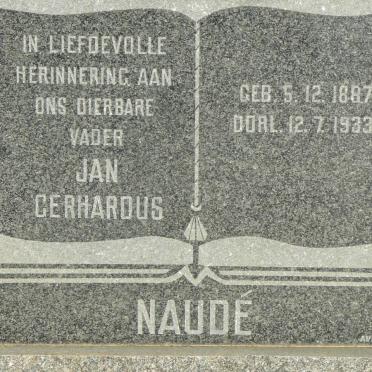 IN LIEFDEVOLLE
HERINNERING AAN
ONS DIERBARE
VADER
JAN
GERHARDUS
GEB. 5. 12. 1887
OORL. 12. 7. 1933
NAUDÉ